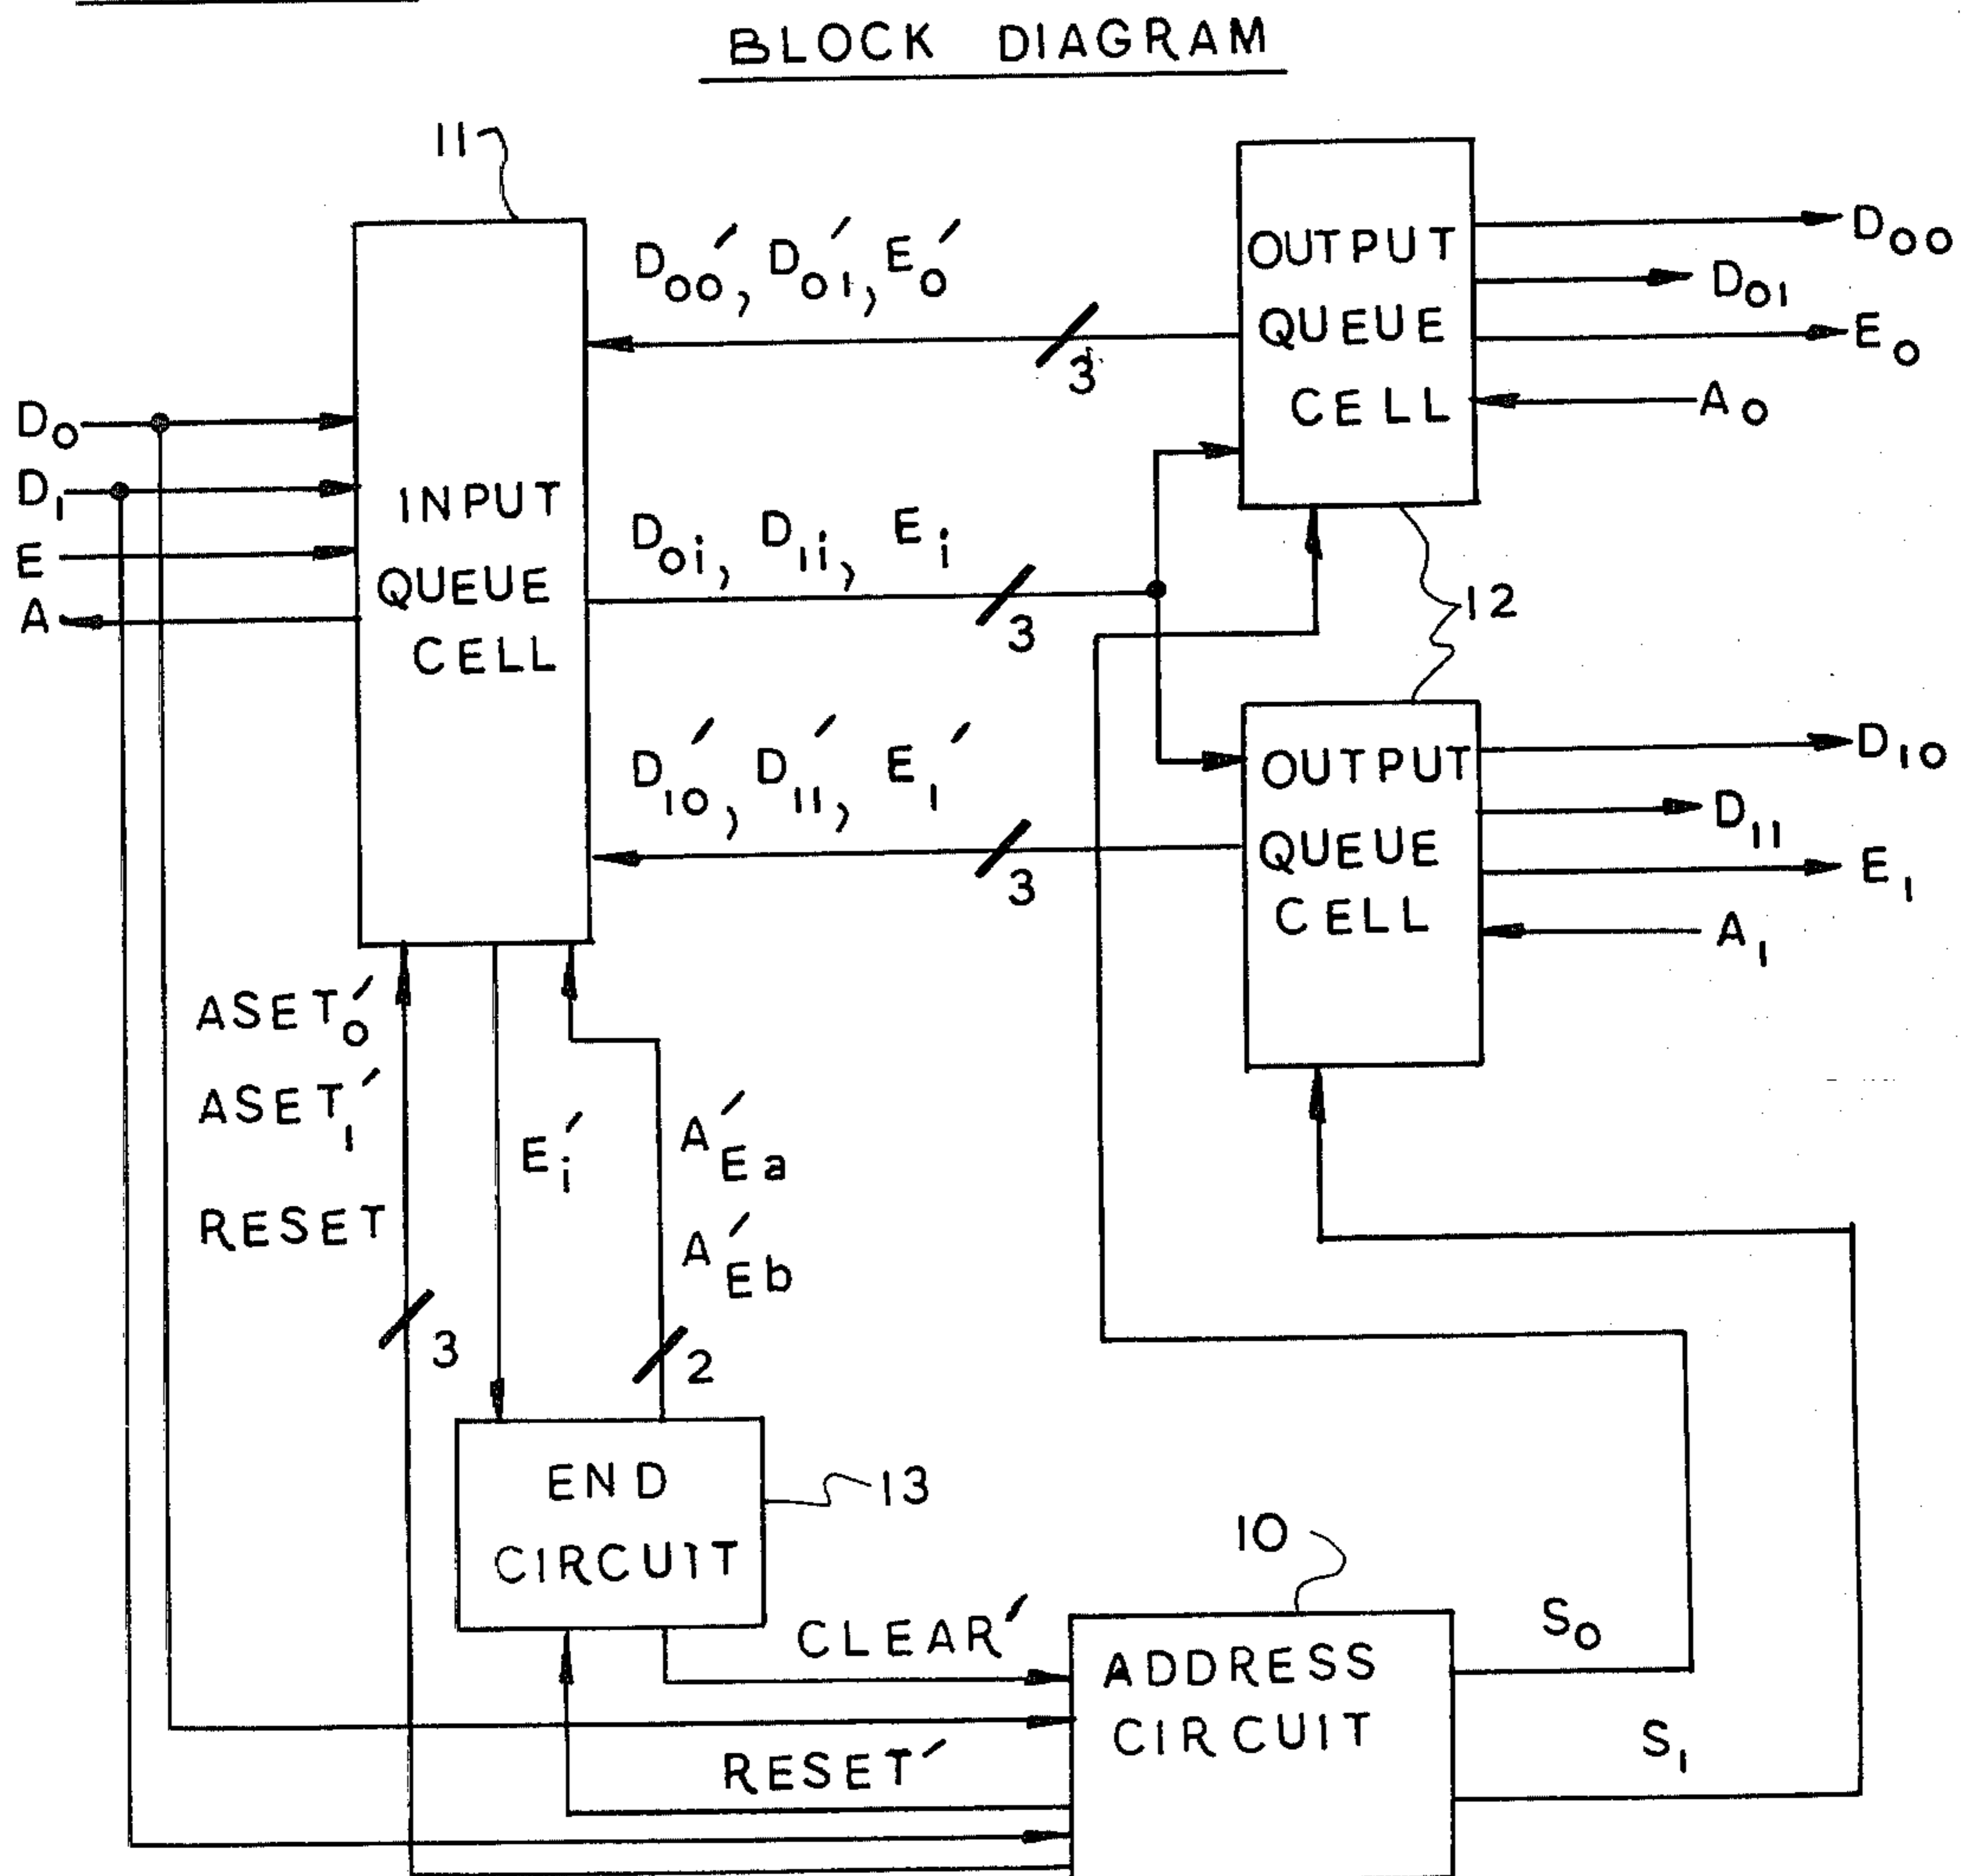 BLOCK DIAGRAM
11
D₀₀′, D₀₁′, E₀′
3
OUTPUT
QUEUE
CELL
D₀₀
D₀₁
E₀
A₀
D₀
D₁
E
A
INPUT
QUEUE
CELL
D₀ᵢ, D₁ᵢ, Eᵢ
3
12
D₁₀′, D₁₁′, E₁′
3
OUTPUT
QUEUE
CELL
D₁₀
D₁₁
E₁
A₁
ASET₀′
ASET₁′
RESET
3
Eᵢ′
A′Ea
A′Eb
2
END
CIRCUIT
13
10
CLEAR′
RESET′
ADDRESS
CIRCUIT
S₀
S₁